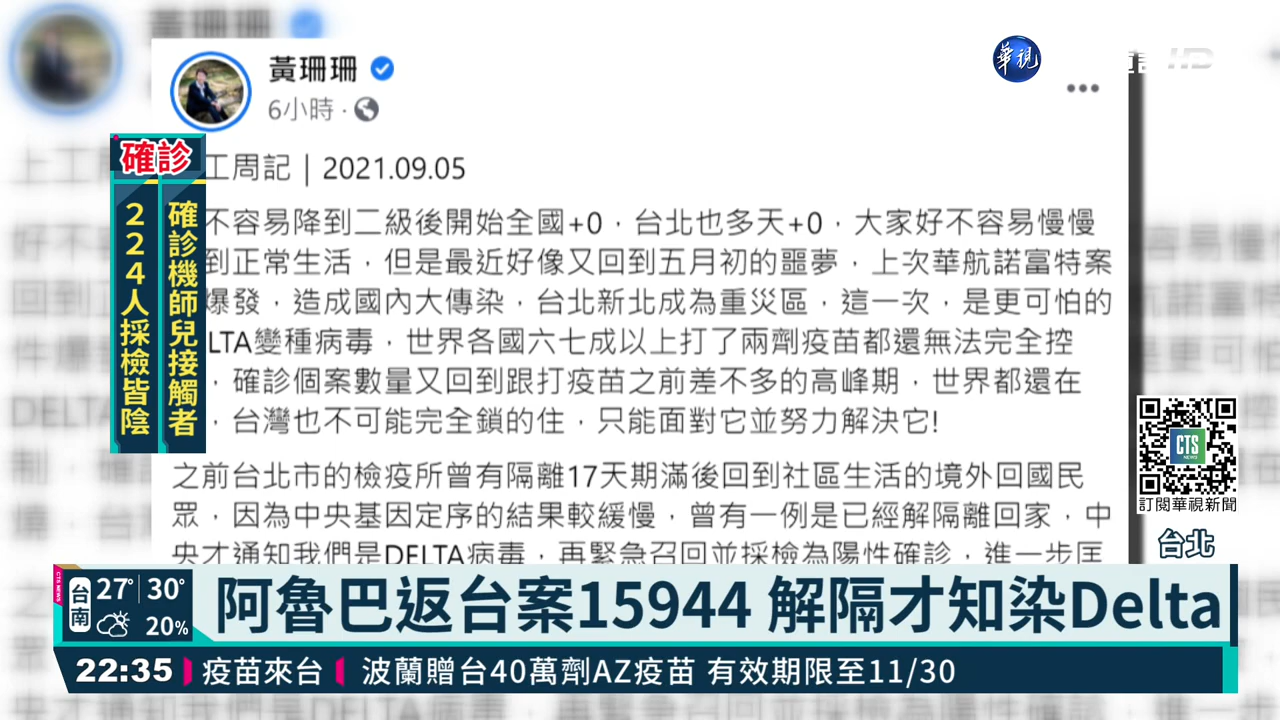 黃珊珊
6小時
華視
HD
工周記 | 2021.09.05
不容易降到二級後開始全國+0，台北也多天+0，大家好不容易慢慢
到正常生活，但是最近好像又回到五月初的噩夢，上次華航諾富特案
爆發，造成國內大傳染，台北新北成為重災區，這一次，是更可怕的
LTA變種病毒，世界各國六七成以上打了兩劑疫苗都還無法完全控
，確診個案數量又回到跟打疫苗之前差不多的高峰期，世界都還在
，台灣也不可能完全鎖的住，只能面對它並努力解決它!
之前台北市的檢疫所曾有隔離17天期滿後回到社區生活的境外回國民
眾，因為中央基因定序的結果較緩慢，曾有一例是已經解隔離回家，中
央才通知我們是DELTA病毒，再緊急召回並採檢為陽性確診，進一步匡
確診
確診機師兒接觸者
224人採檢皆陰
CTS
NEWS
訂閱華視新聞
台北
CTS NEWS
台南
27° 30°
20%
阿魯巴返台案15944 解隔才知染Delta
22:35 疫苗來台 波蘭贈台40萬劑AZ疫苗 有效期限至11/30